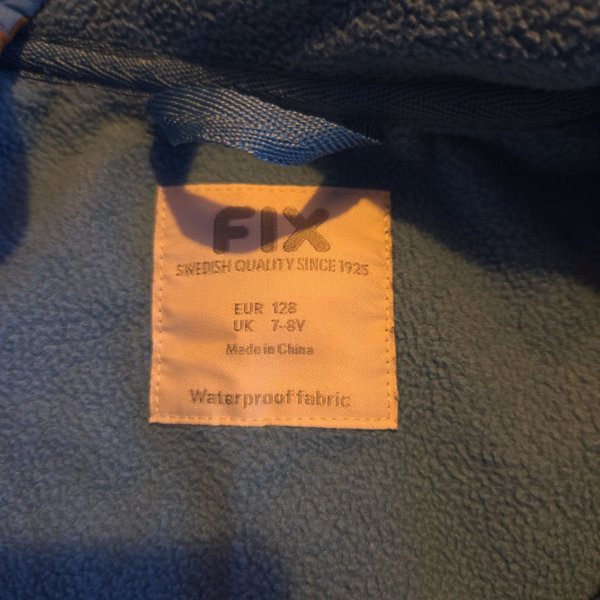 FIX
SWEDISH QUALITY SINCE 1925
EUR 128
UK 7-8Y
Made in China
Waterproof fabric